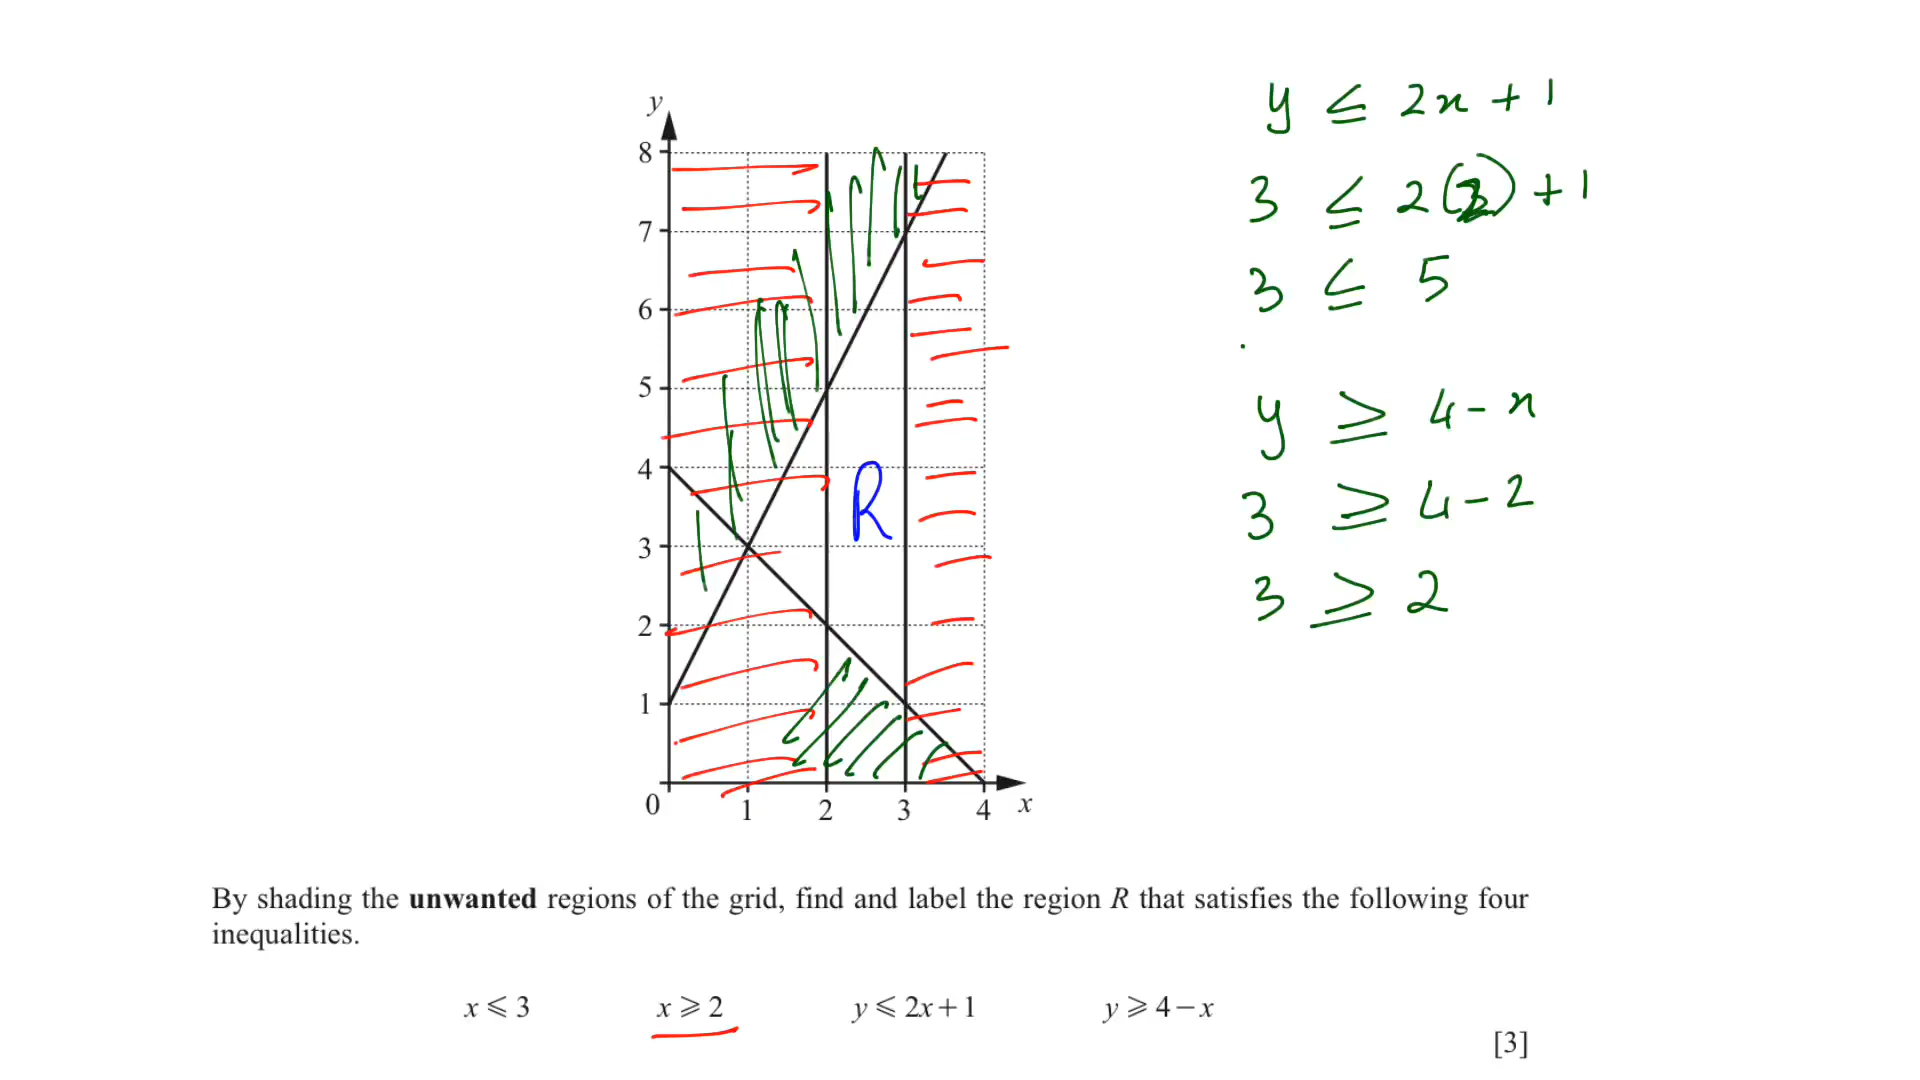 y
8
7
6
5
4
3
2
1
0
1 2 3 4 x
R
y ≤ 2x + 1
3 ≤ 2(2) + 1
3 ≤ 5
y ≥ 4 - x
3 ≥ 4 - 2
3 ≥ 2
By shading the unwanted regions of the grid, find and label the region R that satisfies the following four
inequalities.
x ⩽ 3 x ⩾ 2 y ⩽ 2x + 1 y ⩾ 4 − x
[3]